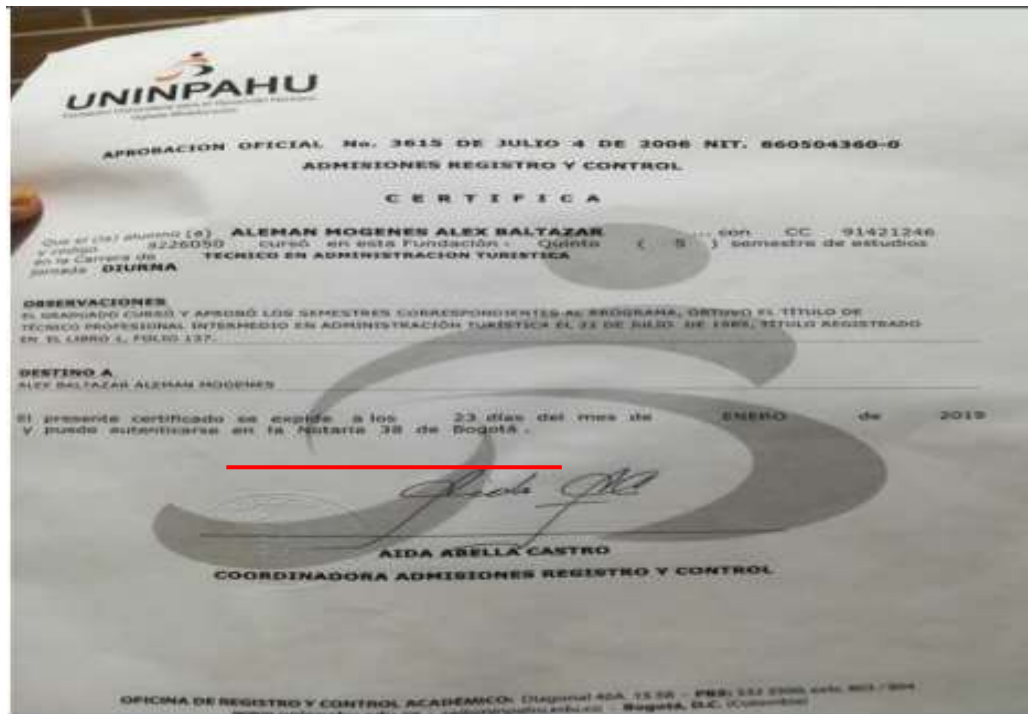 UNINPAHU
APROBACION OFICIAL No. 3615 DE JULIO 4 DE 2006 NIT. 860504360-0
ADMISIONES REGISTRO Y CONTROL
CERTIFICA
Que el (la) alumno (a) ALEMAN MOGENES ALEX BALTAZAR con CC 91421246
y código 8226050 cursó en esta Fundación : Quinto ( 5 ) semestre de estudios
en la Carrera de TECNICO EN ADMINISTRACION TURISTICA
Jornada DIURNA
OBSERVACIONES
EL GRADUADO CURSÓ Y APROBÓ LOS SEMESTRES CORRESPONDIENTES AL PROGRAMA, OBTUVO EL TÍTULO DE
TÉCNICO PROFESIONAL INTERMEDIO EN ADMINISTRACIÓN TURÍSTICA EL DE JULIO DE TÍTULO REGISTRADO
EN EL LIBRO 1, FOLIO 137.
DESTINO A
ALEX BALTAZAR ALEMAN MOGENES
El presente certificado se expide a los 23 días del mes de ENERO de 2019
y puede autenticarse en la Notaria 38 de Bogotá .
AIDA ABELLA CASTRO
COORDINADORA ADMISIONES REGISTRO Y CONTROL
OFICINA DE REGISTRO Y CONTROL ACADÉMICO: Diagonal 40A - PBX:
Bogotá, D.C. (Colombia)